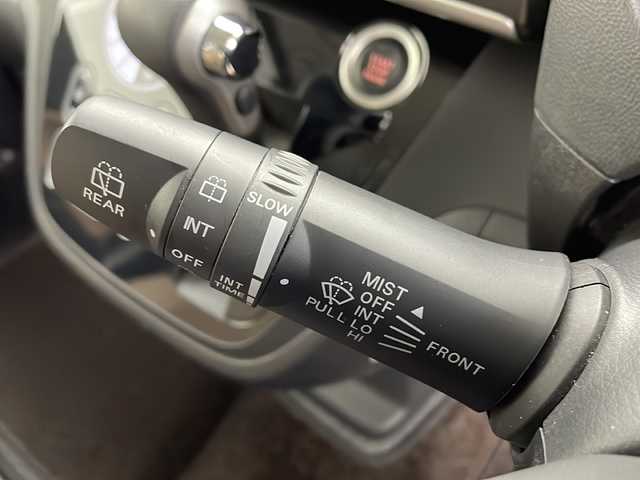 REAR
INT
OFF
SLOW
INT
TIME
MIST
OFF
INT
PULL LO
HI
FRONT